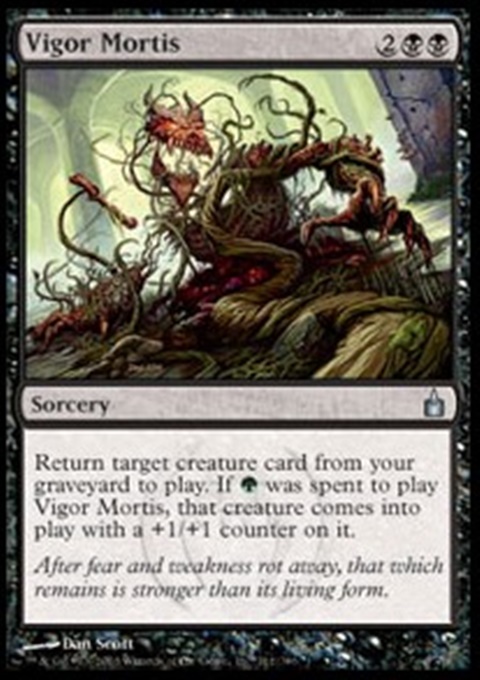 Vigor Mortis 2
Sorcery
Return target creature card from your
graveyard to play. If was spent to play
Vigor Mortis, that creature comes into
play with a +1/+1 counter on it.
After fear and weakness rot away, that which
remains is stronger than its living form.
Dan Scott